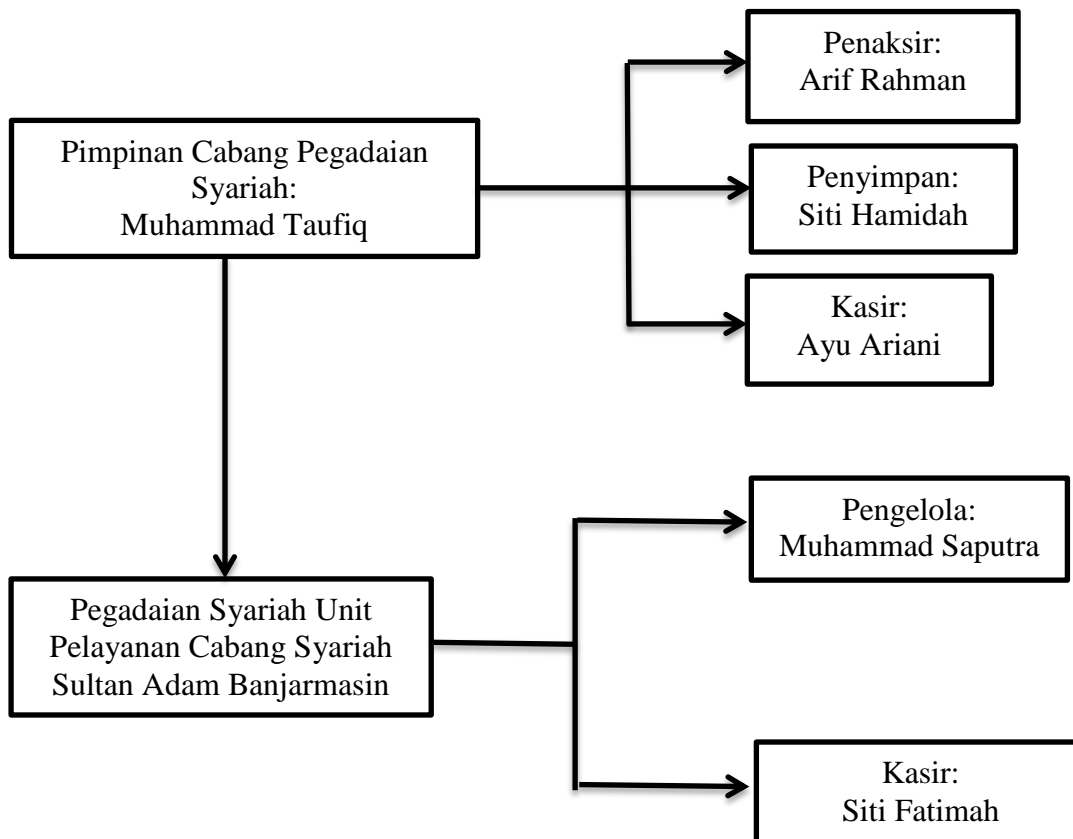 Penaksir:
Arif Rahman
Pimpinan Cabang Pegadaian
Syariah:
Muhammad Taufiq
Penyimpan:
Siti Hamidah
Kasir:
Ayu Ariani
Pengelola:
Muhammad Saputra
Pegadaian Syariah Unit
Pelayanan Cabang Syariah
Sultan Adam Banjarmasin
Kasir:
Siti Fatimah